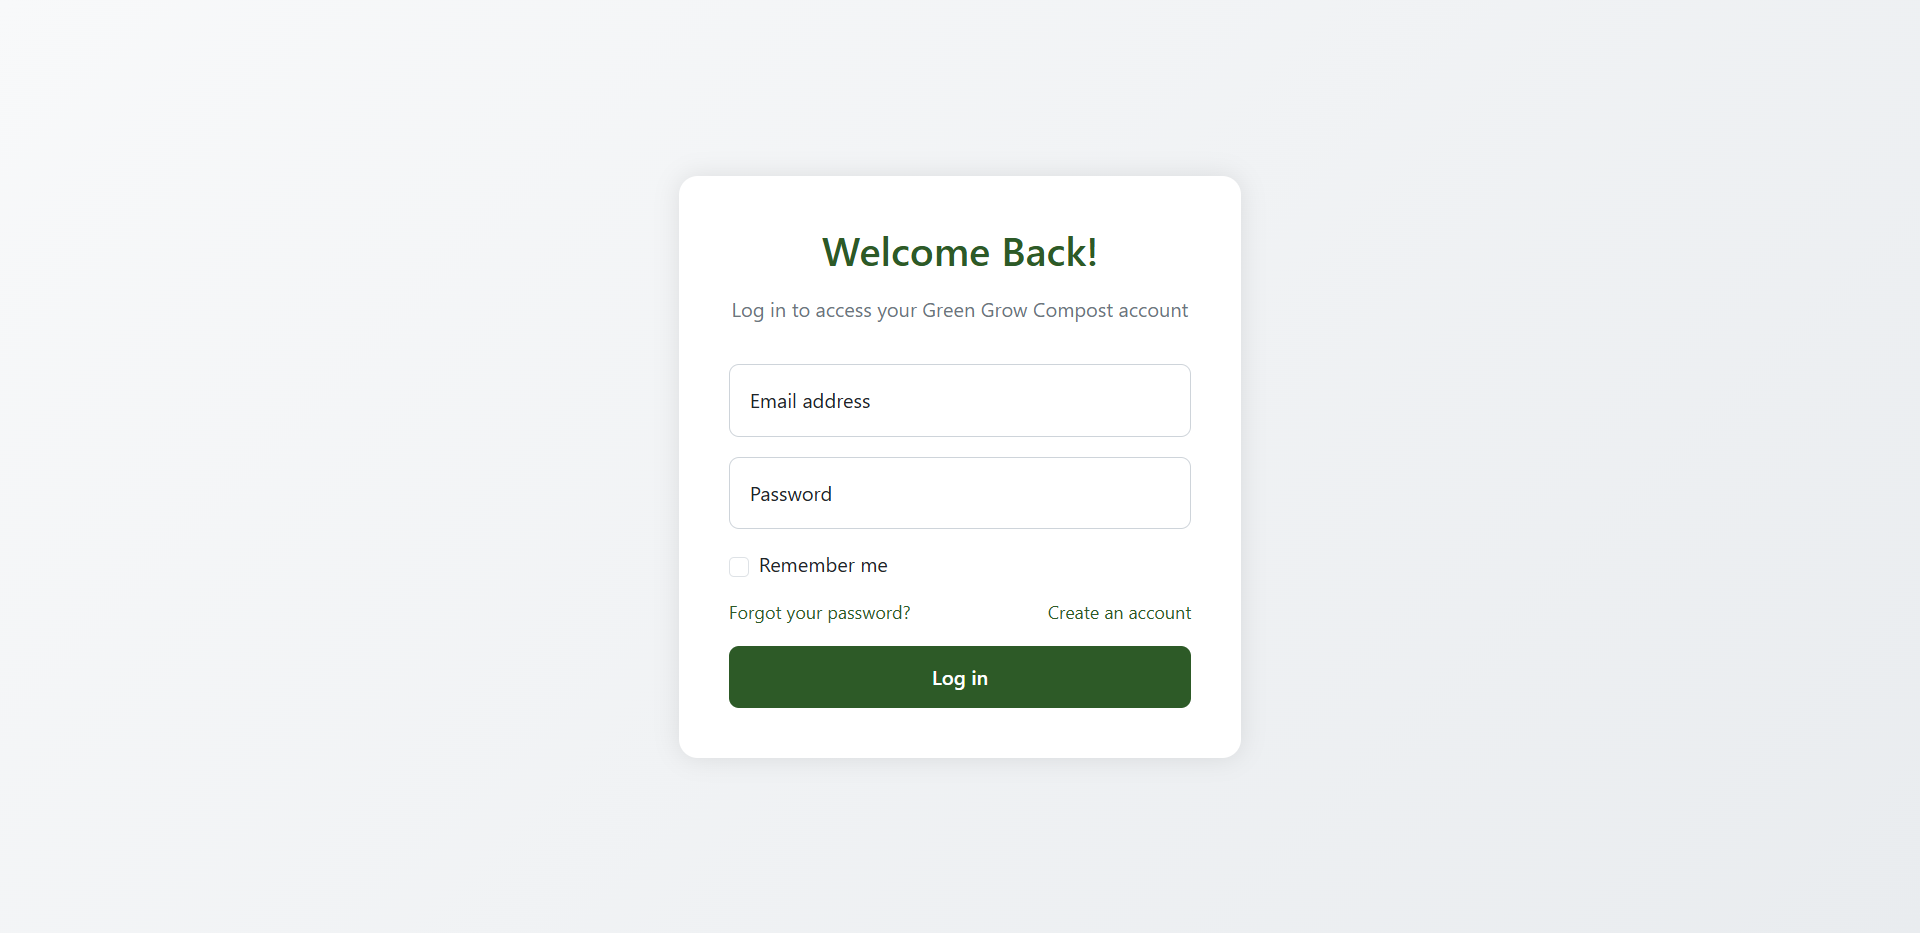 Welcome Back!
Log in to access your Green Grow Compost account
Email address
Password
Remember me
Forgot your password? Create an account
Log in